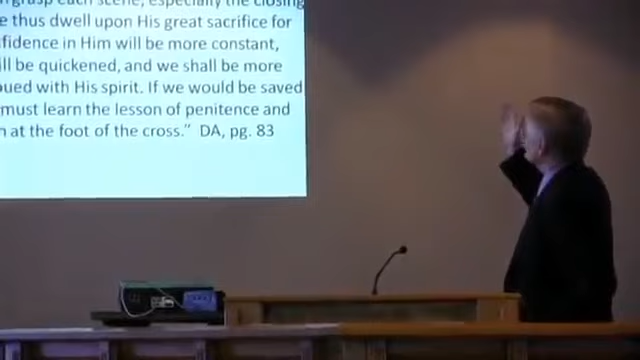 grasp each scene, especially the closing
thus dwell upon His great sacrifice for
fidence in Him will be more constant,
ll be quickened, and we shall be more
ued with His spirit. If we would be saved
must learn the lesson of penitence and
n at the foot of the cross.” DA, pg. 83